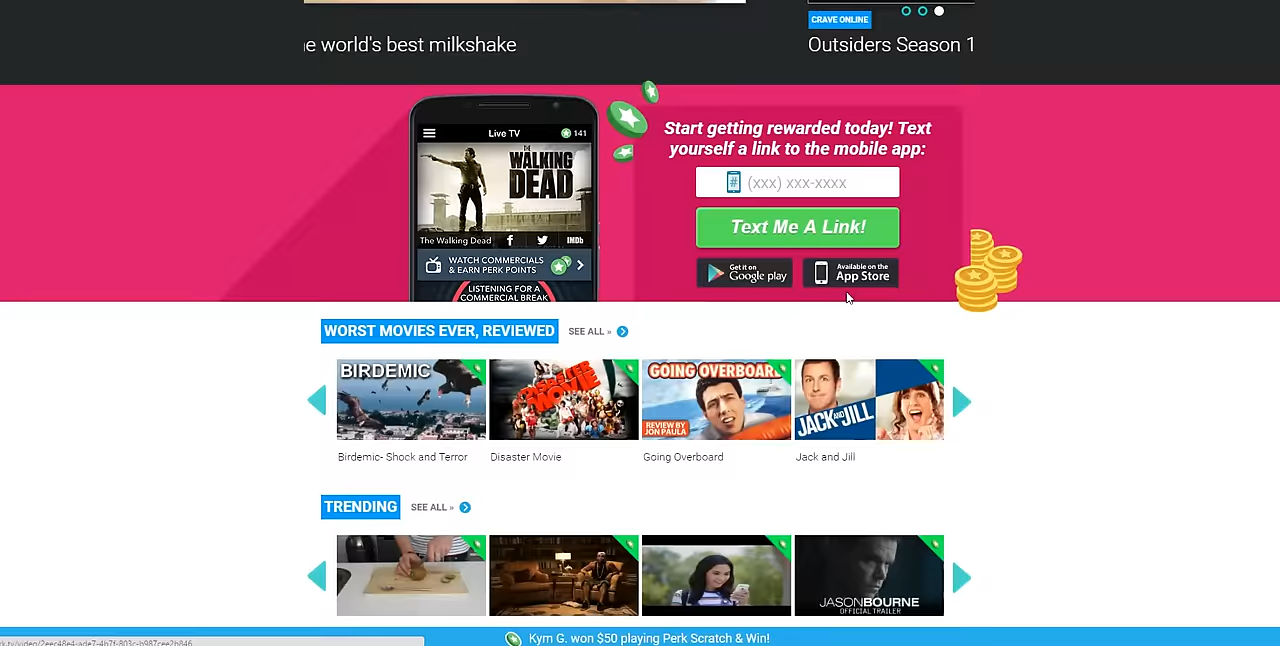 CRAVE ONLINE
e world's best milkshake
Outsiders Season 1
Live TV
141
THE
WALKING
DEAD
The Walking Dead
IMDb
WATCH COMMERCIALS
& EARN PERK POINTS
LISTENING FOR A
COMMERCIAL BREAK
Start getting rewarded today! Text
yourself a link to the mobile app:
# (xxx) xxx-xxxx
Text Me A Link!
Get it on
Google play
Available on the
App Store
WORST MOVIES EVER, REVIEWED
SEE ALL »
BIRDEMIC
DISASTER MOVIE
GOING OVERBOARD
REVIEW BY
JON PAULA
JACK AND JILL
Birdemic- Shock and Terror
Disaster Movie
Going Overboard
Jack and Jill
TRENDING
SEE ALL »
JASON BOURNE
OFFICIAL TRAILER
Kym G. won $50 playing Perk Scratch & Win!